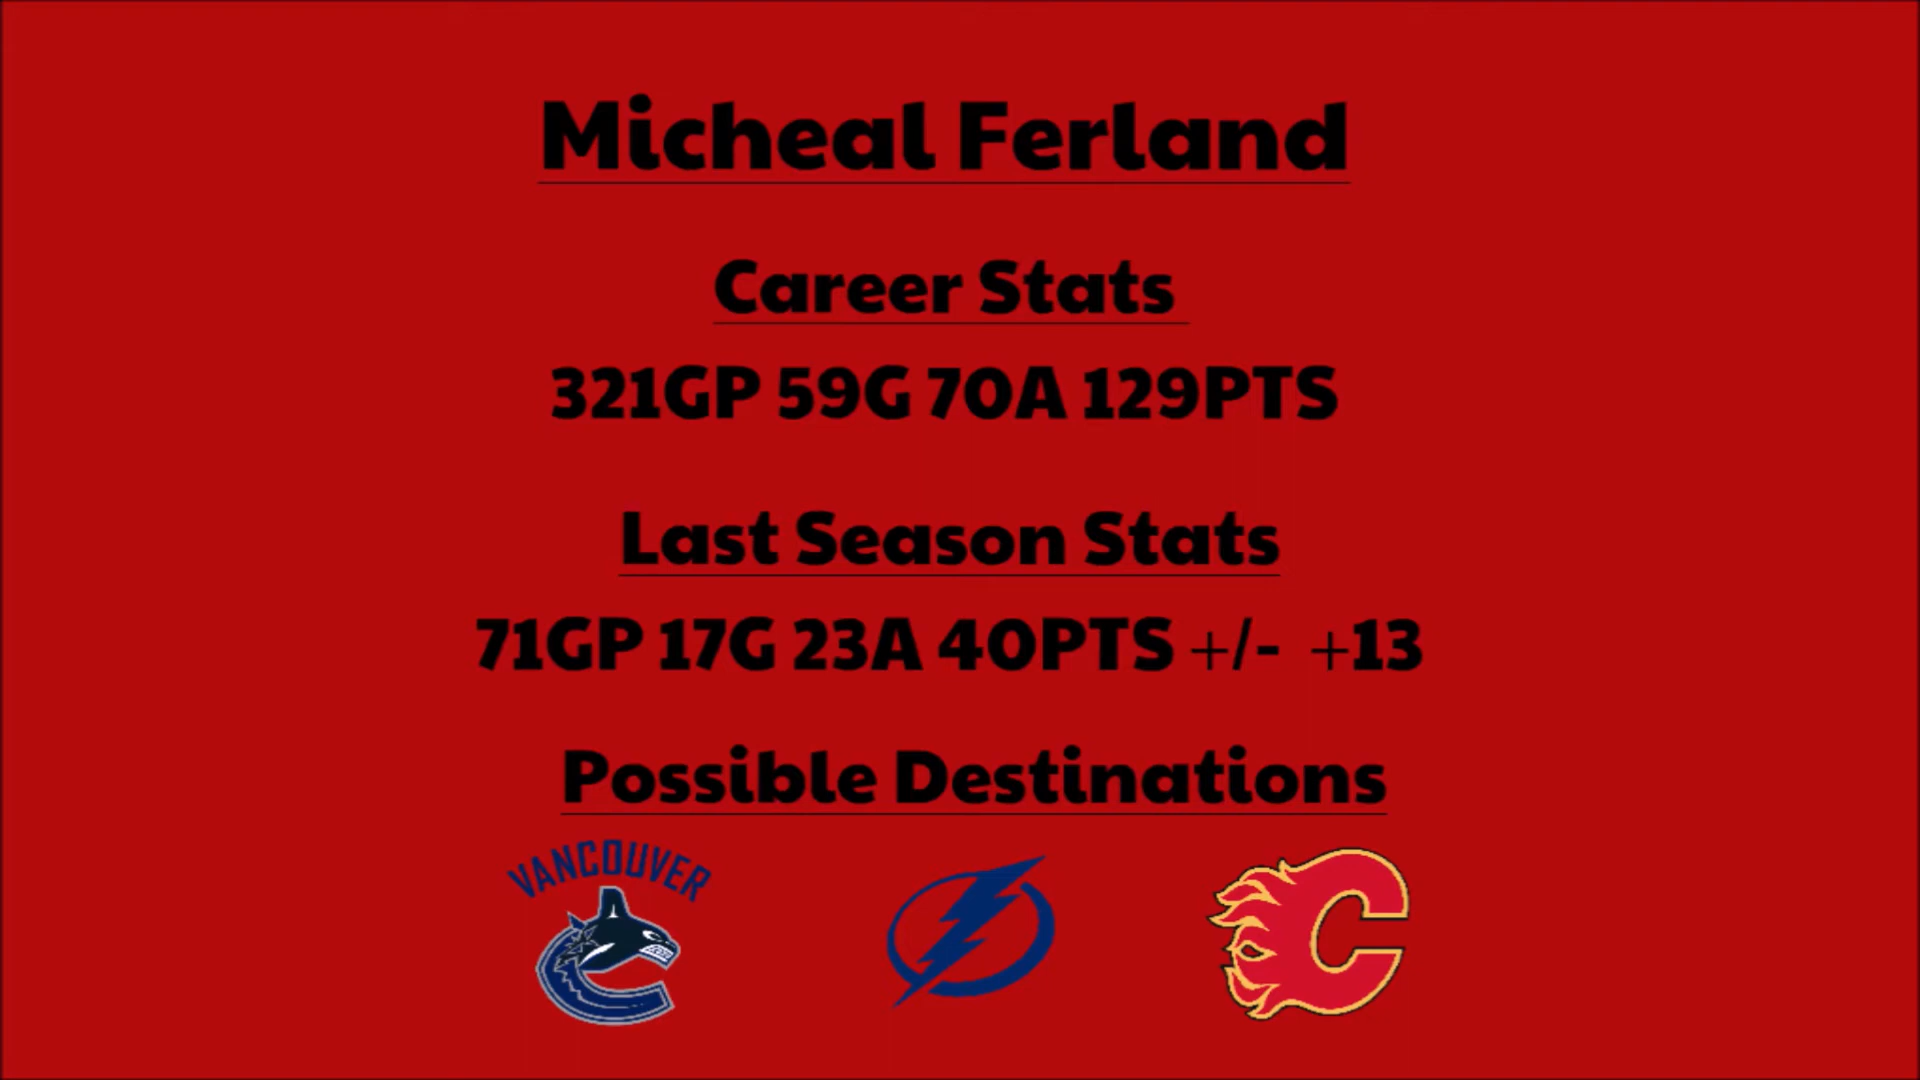 Micheal Ferland
Career Stats
321GP 59G 70A 129PTS
Last Season Stats
71GP 17G 23A 40PTS +/- +13
Possible Destinations
VANCOUVER